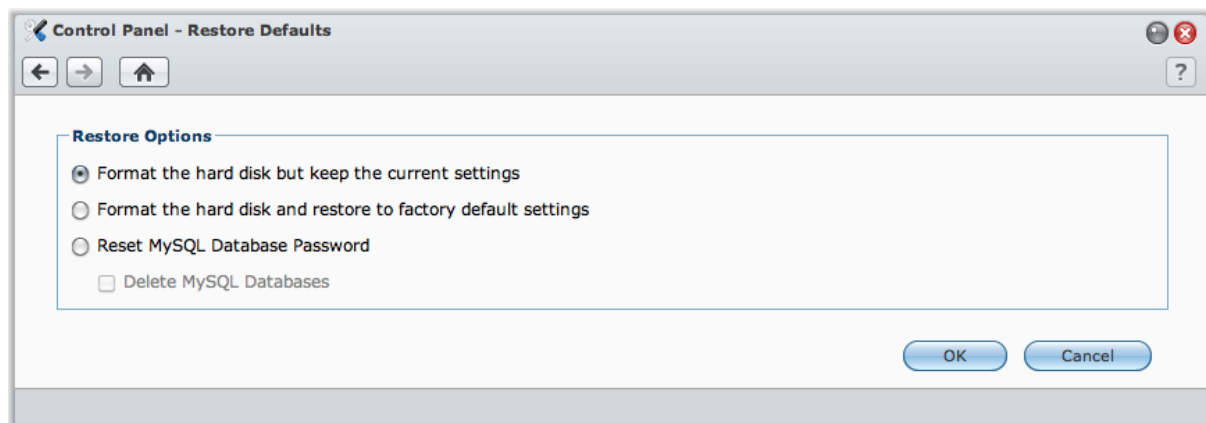 Control Panel - Restore Defaults
?
Restore Options
Format the hard disk but keep the current settings
Format the hard disk and restore to factory default settings
Reset MySQL Database Password
Delete MySQL Databases
OK Cancel